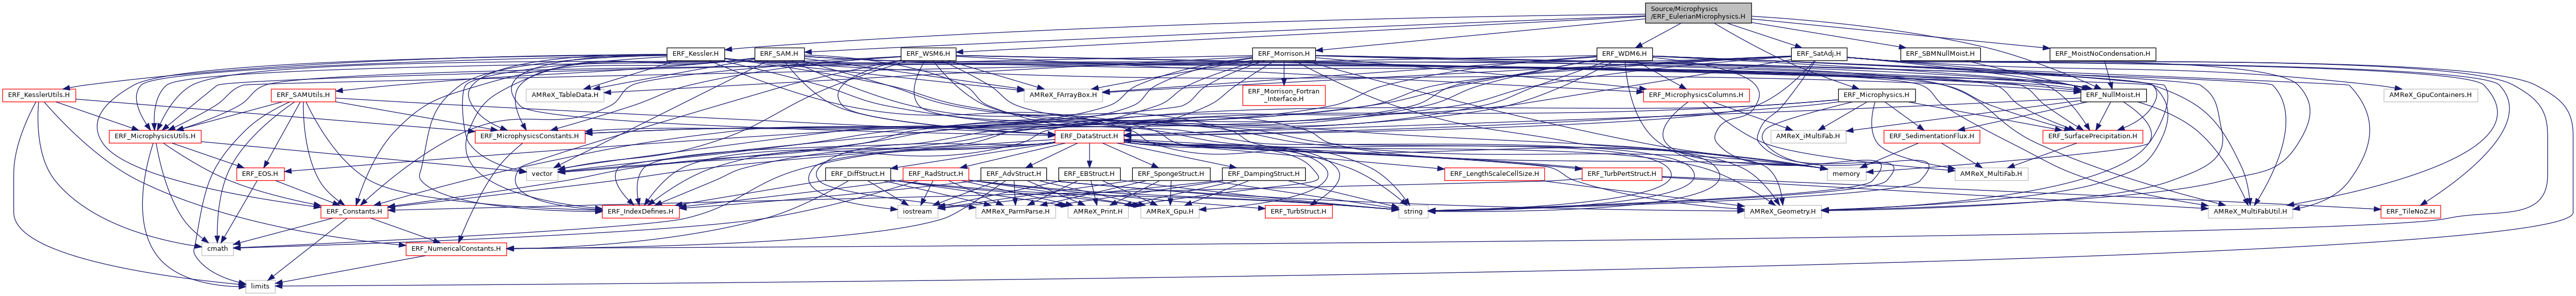 Source/Microphysics
/ERF_EulerianMicrophysics.H
ERF_Kessler.H
ERF_SAM.H
ERF_WSM6.H
ERF_Morrison.H
ERF_WDM6.H
ERF_SatAdj.H
ERF_SBMNullMoist.H
ERF_MoistNoCondensation.H
ERF_KesslerUtils.H
ERF_SAMUtils.H
AMReX_TableData.H
AMReX_FArrayBox.H
ERF_Morrison_Fortran
_Interface.H
ERF_MicrophysicsColumns.H
ERF_Microphysics.H
ERF_NullMoist.H
AMReX_GpuContainers.H
ERF_MicrophysicsUtils.H
ERF_MicrophysicsConstants.H
ERF_DataStruct.H
AMReX_iMultiFab.H
ERF_SedimentationFlux.H
ERF_SurfacePrecipitation.H
ERF_EOS.H
vector
ERF_DiffStruct.H
ERF_RadStruct.H
ERF_AdvStruct.H
ERF_EBStruct.H
ERF_SpongeStruct.H
ERF_DampingStruct.H
ERF_LengthScaleCellSize.H
ERF_TurbPertStruct.H
memory
AMReX_MultiFab.H
ERF_Constants.H
ERF_IndexDefines.H
iostream
AMReX_ParmParse.H
AMReX_Print.H
AMReX_Gpu.H
ERF_TurbStruct.H
string
AMReX_Geometry.H
AMReX_MultiFabUtil.H
ERF_TileNoZ.H
cmath
ERF_NumericalConstants.H
limits